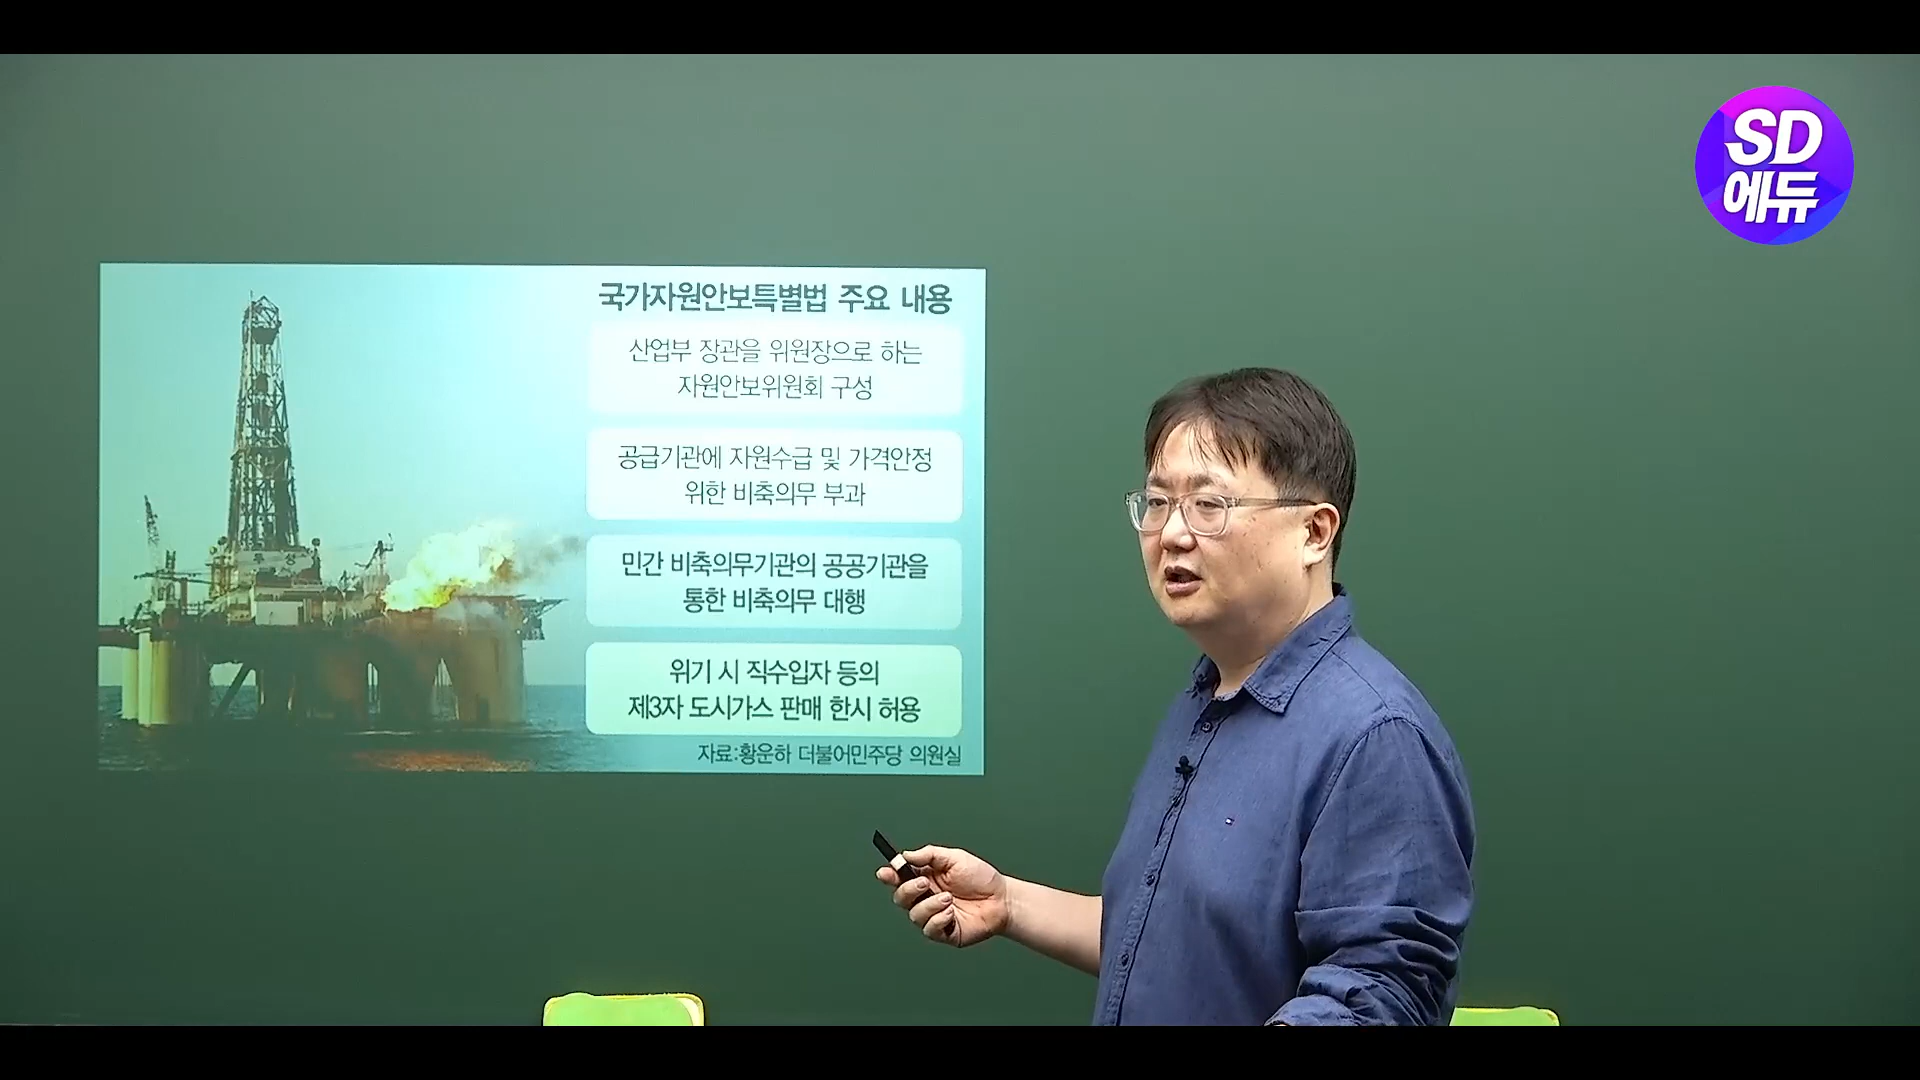 SD
에듀
국가자원안보특별법 주요 내용
산업부 장관을 위원장으로 하는
자원안보위원회 구성
공급기관에 자원수급 및 가격안정
위한 비축의무 부과
민간 비축의무기관의 공공기관을
통한 비축의무 대행
위기 시 직수입자 등의
제3자 도시가스 판매 한시 허용
자료:황운하 더불어민주당 의원실
두성